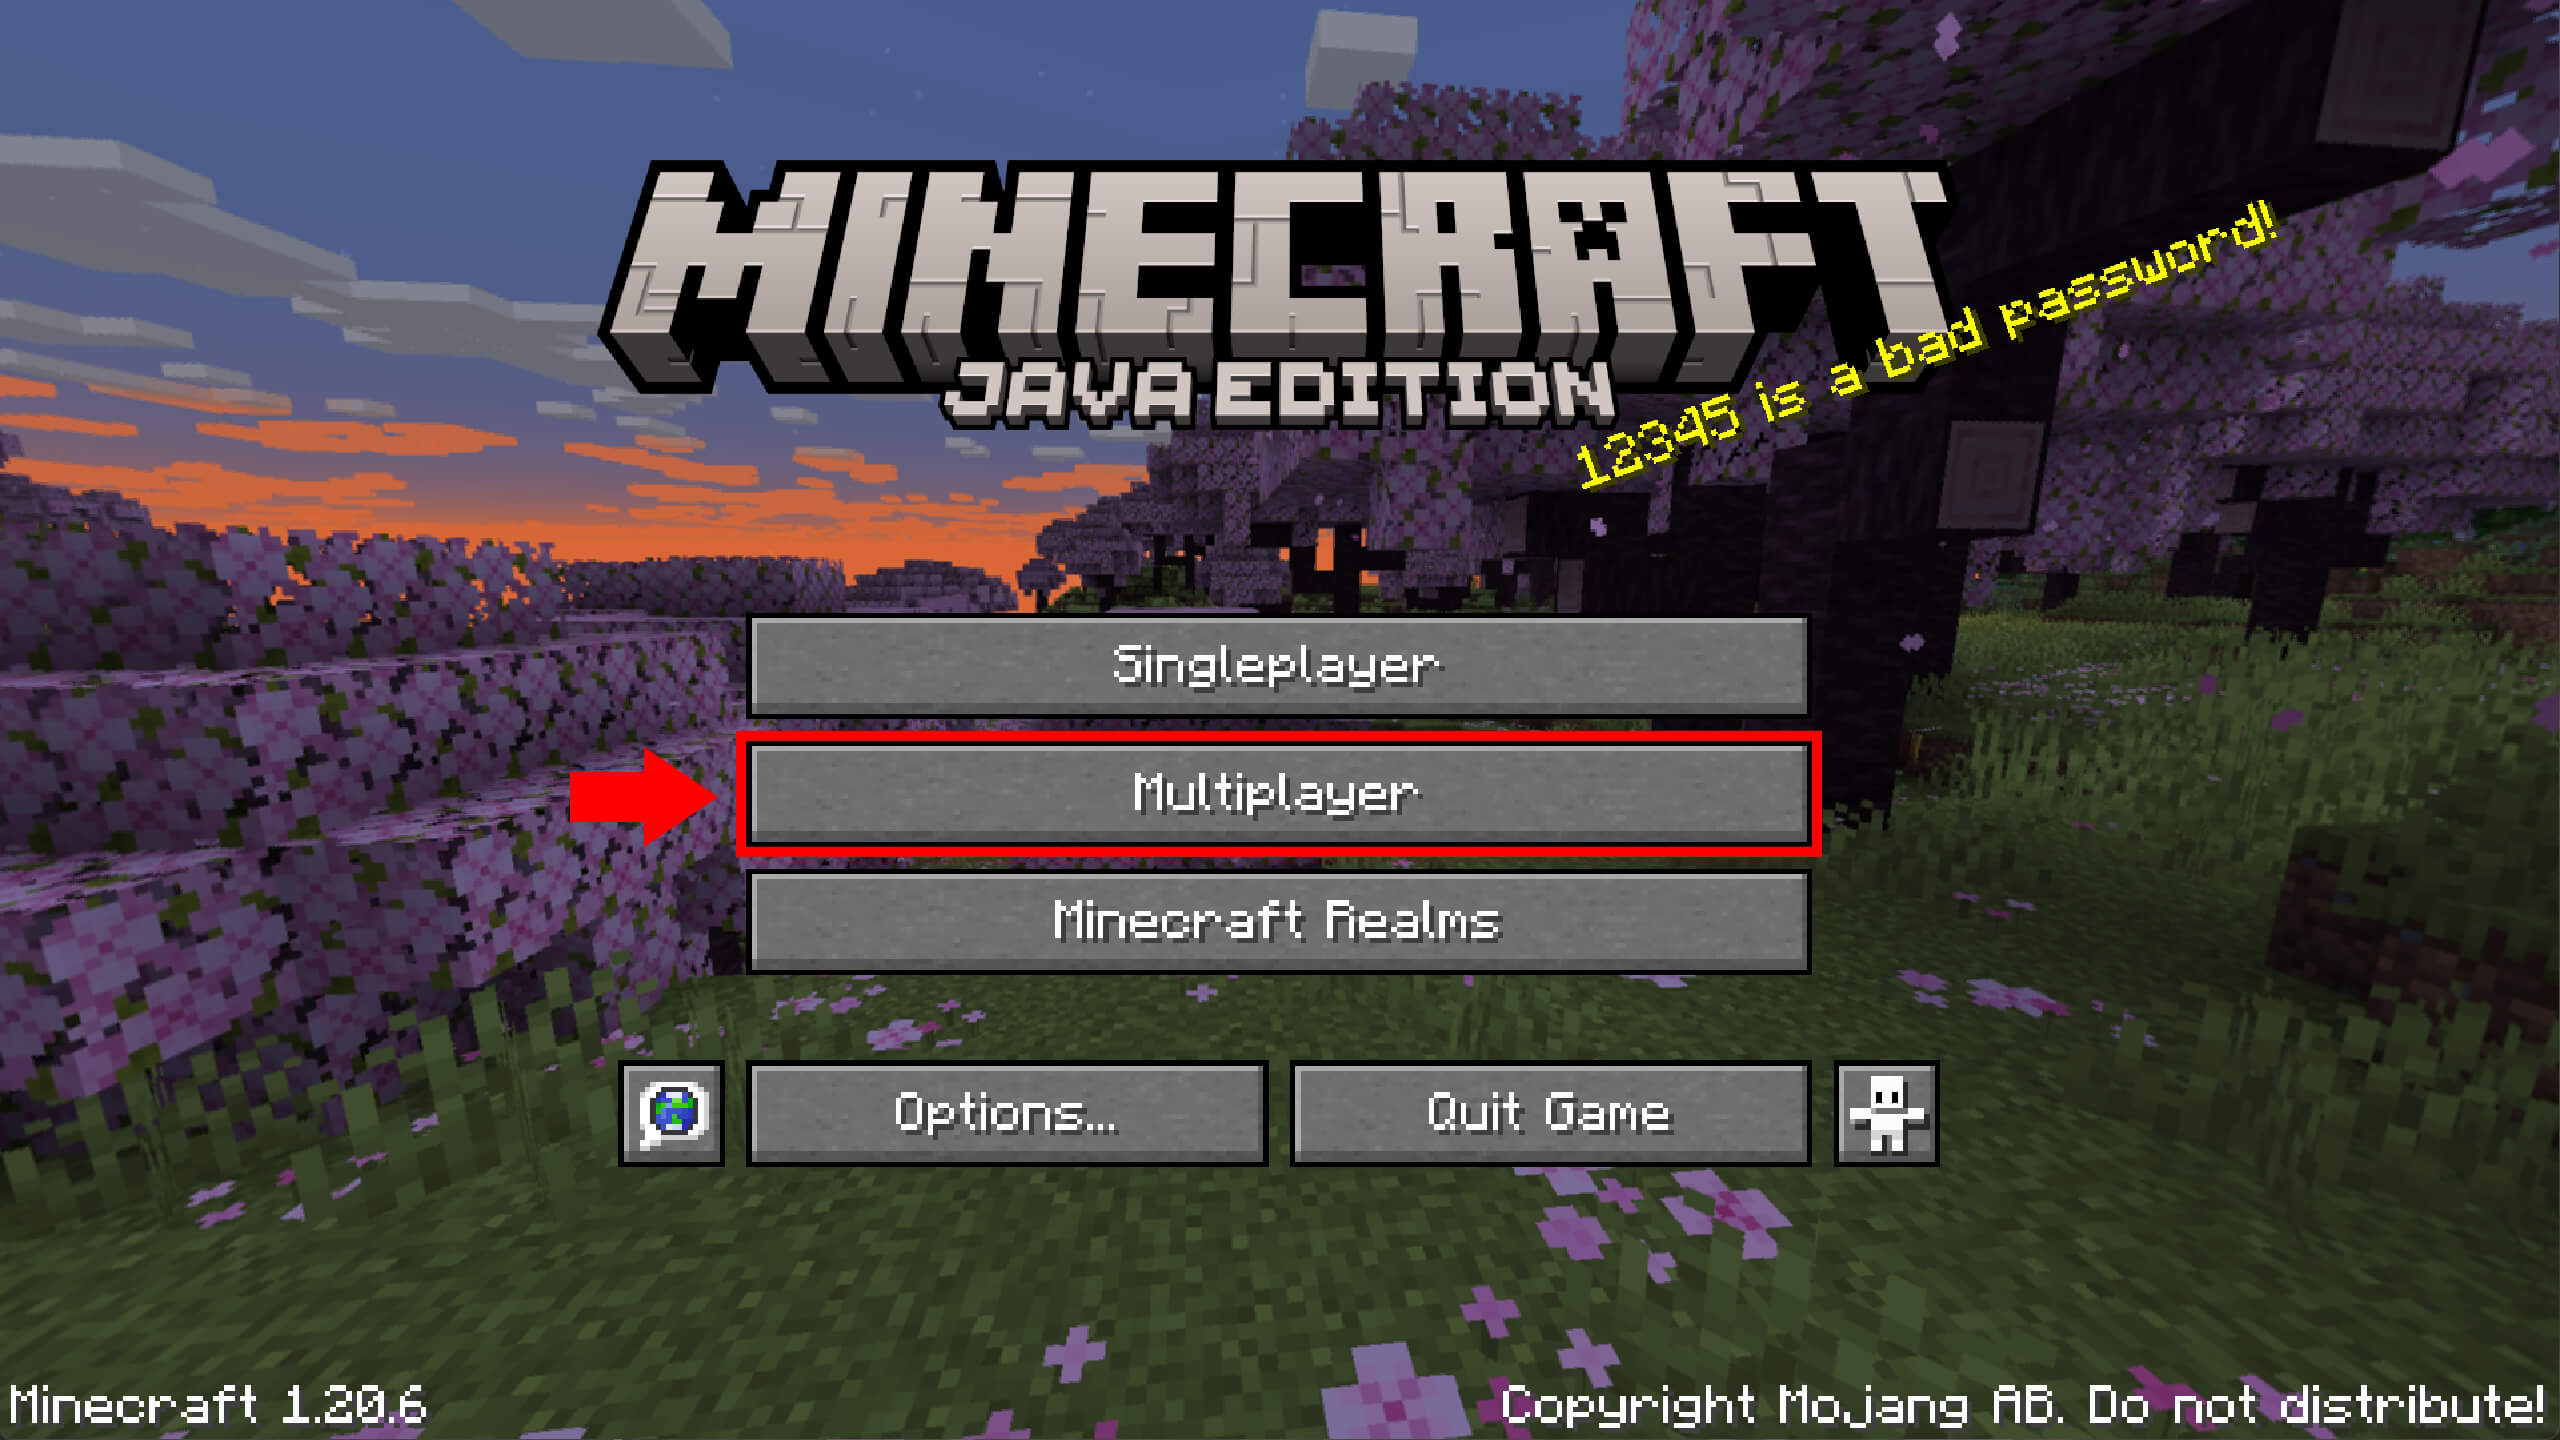 MINECRAFT
JAVA EDITION
12345 is a bad password!
Singleplayer
Multiplayer
Minecraft Realms
Options...
Quit Game
Minecraft 1.20.6
Copyright Mojang AB. Do not distribute!